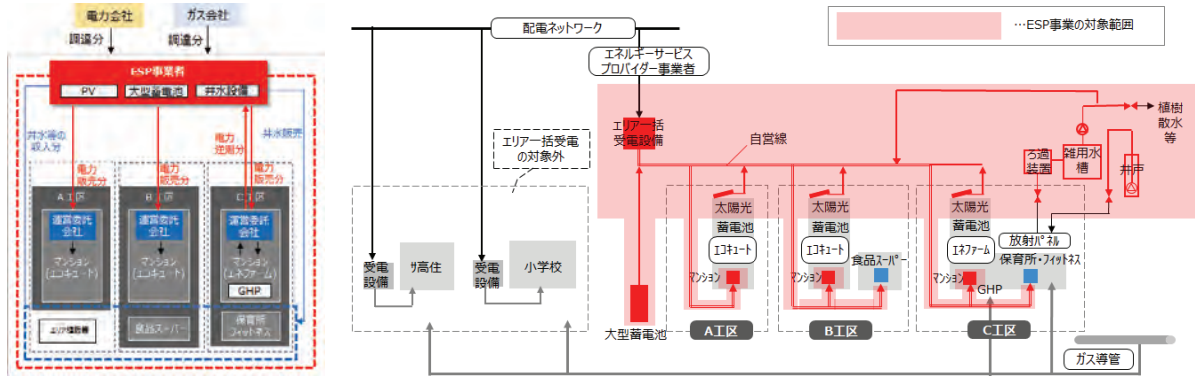 電力会社
ガス会社
調達分
調達分
ESP事業者
PV
大型蓄電池
井水設備
井水等の
収入分
電力
逆潮分
井水販売
電力
販売分
電力
販売分
電力
販売分
A工区
B工区
C工区
運営委託
会社
運営委託
会社
運営委託
会社
マンション
(エコキュート)
マンション
(エコキュート)
マンション
(エネファーム)
GHP
食品スーパー
保育所
フィットネス
配電ネットワーク
…ESP事業の対象範囲
エネルギーサービス
プロバイダー事業者
エリア一括
受電設備
自営線
エリア一括受電
の対象外
植樹
散水
等
ろ過
装置
雑用水
槽
井戸
太陽光
蓄電池
エコキュート
マンション
太陽光
蓄電池
エコキュート
マンション
食品スーパー
太陽光
蓄電池
エネファーム
マンション
放射パネル
保育所・フィットネス
GHP
受電
設備
サ高住
受電
設備
小学校
大型蓄電池
A工区
B工区
C工区
ガス導管